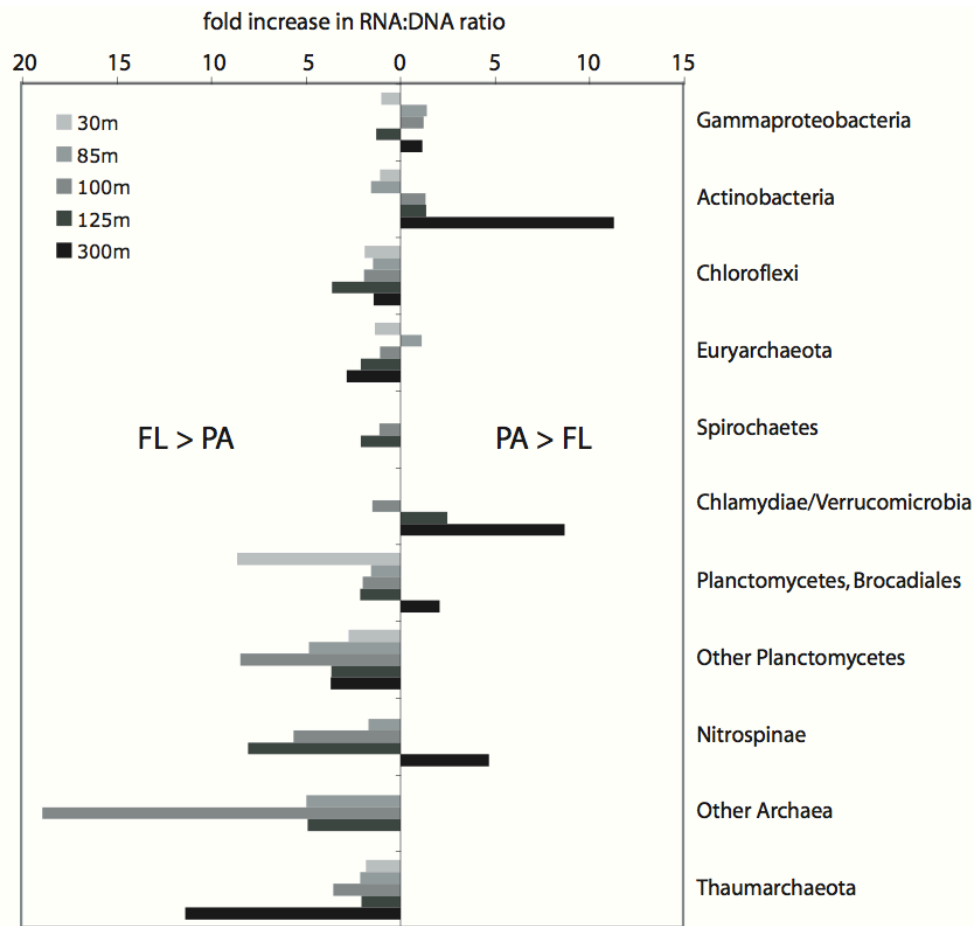 fold increase in RNA:DNA ratio
20 15 10 5 0 5 10 15
30m
85m
100m
125m
300m
Gammaproteobacteria
Actinobacteria
Chloroflexi
Euryarchaeota
FL > PA
PA > FL
Spirochaetes
Chlamydiae/Verrucomicrobia
Planctomycetes, Brocadiales
Other Planctomycetes
Nitrospinae
Other Archaea
Thaumarchaeota